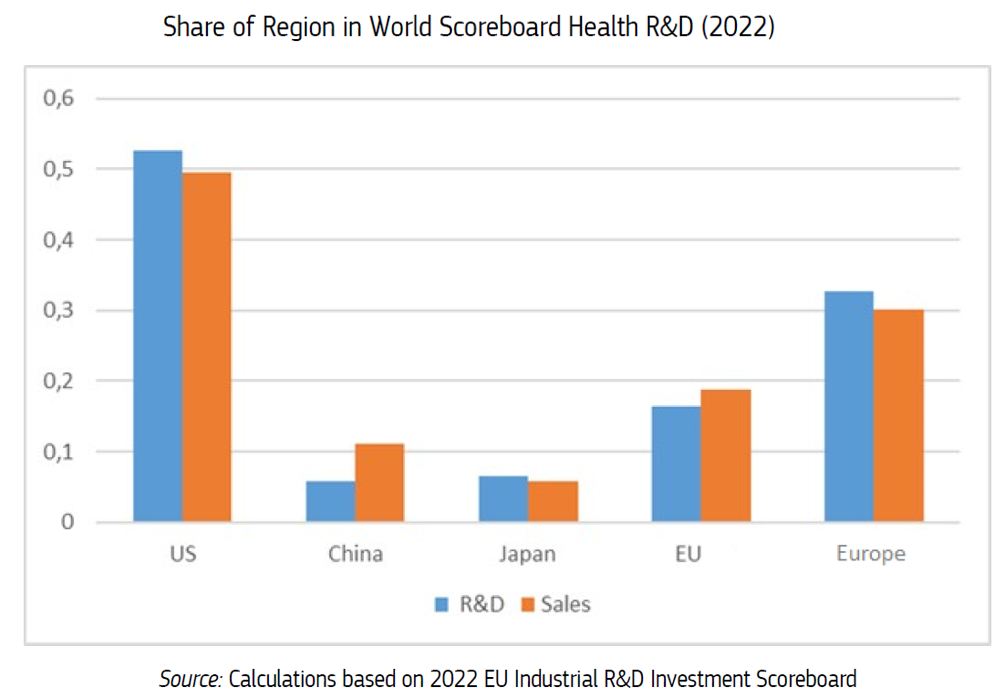 Share of Region in World Scoreboard Health R&D (2022)
0,6
0,5
0,4
0,3
0,2
0,1
0
US China Japan EU Europe
R&D Sales
Source: Calculations based on 2022 EU Industrial R&D Investment Scoreboard